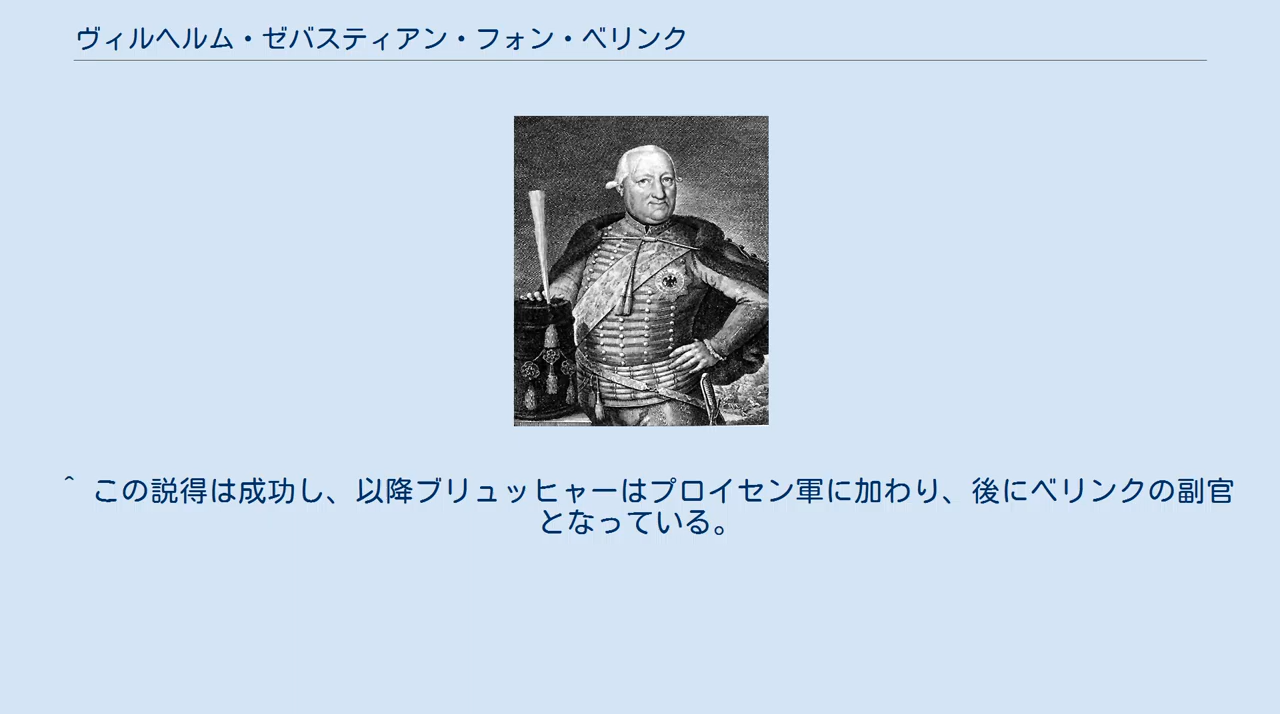 ヴィルヘルム・ゼバスティアン・フォン・ベリンク
^ この説得は成功し、以降ブリュッヒャーはプロイセン軍に加わり、後にベリンクの副官
となっている。